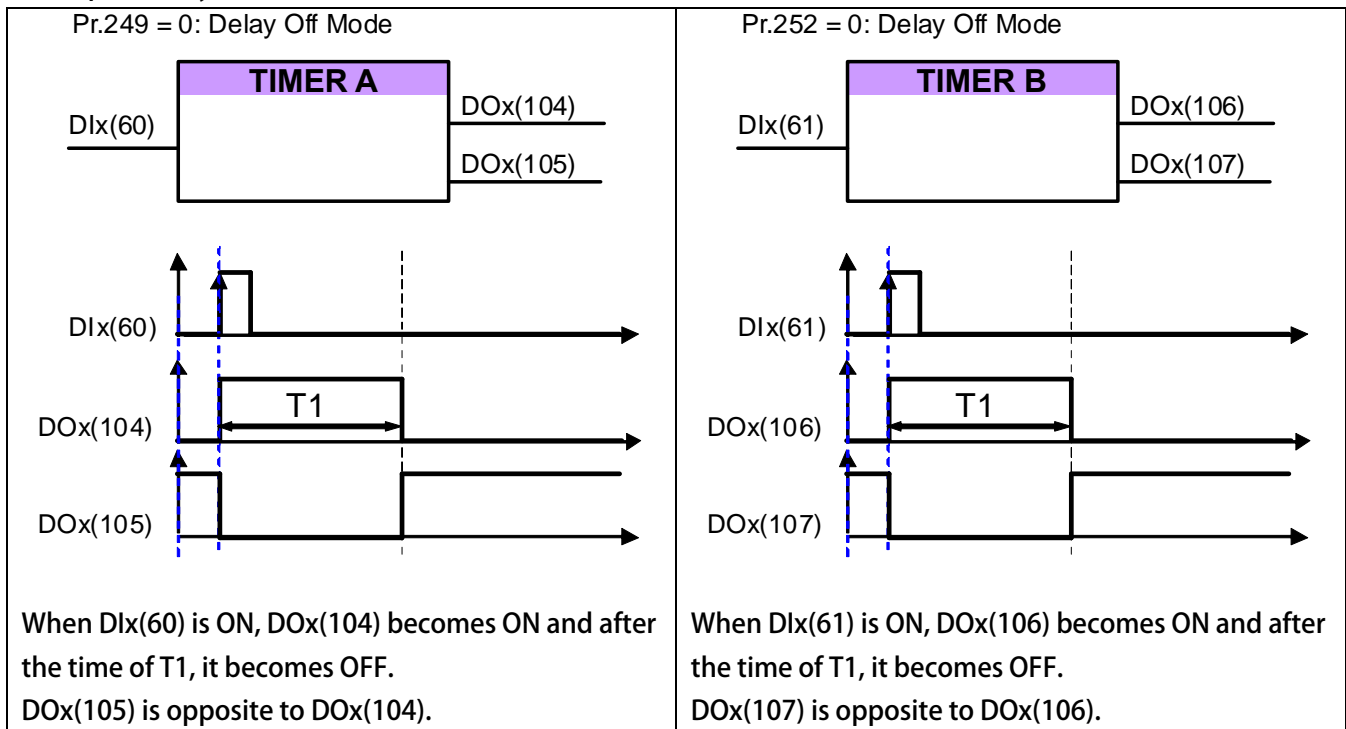 Pr.249 = 0: Delay Off Mode
TIMER A
DIx(60)
DOx(104)
DOx(105)
DIx(60)
T1
DOx(104)
DOx(105)
When DIx(60) is ON, DOx(104) becomes ON and after
the time of T1, it becomes OFF.
DOx(105) is opposite to DOx(104).
Pr.252 = 0: Delay Off Mode
TIMER B
DIx(61)
DOx(106)
DOx(107)
DIx(61)
T1
DOx(106)
DOx(107)
When DIx(61) is ON, DOx(106) becomes ON and after
the time of T1, it becomes OFF.
DOx(107) is opposite to DOx(106).